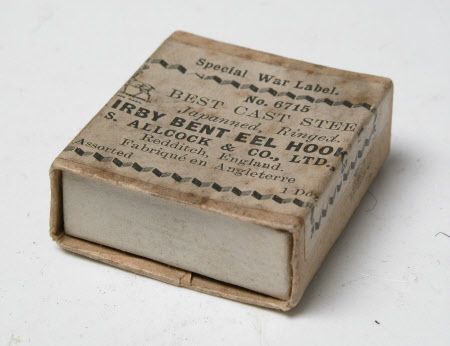 Special War Label.
No. 6715
BEST CAST STEE
Japanned, Ringed.
IRBY BENT EEL HOOK
S. ALLCOCK & CO., LTD.,
Redditch, England.
Assorted Fabriqué en Angleterre 1 Do